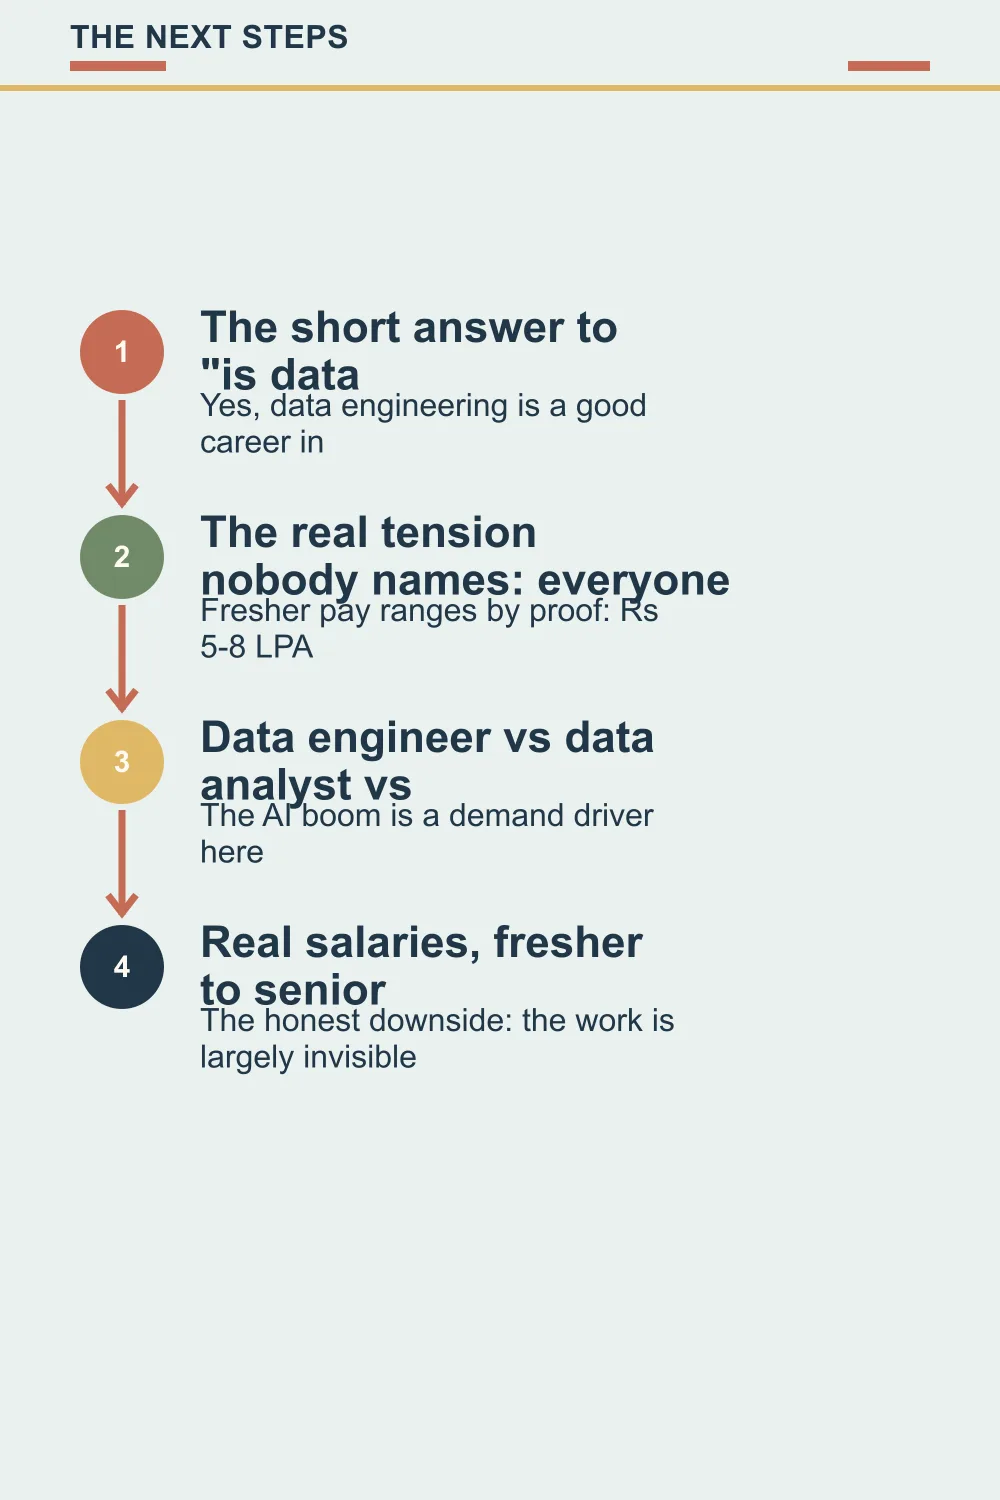 THE NEXT STEPS
1
The short answer to
"is data
Yes, data engineering is a good
career in
2
The real tension
nobody names: everyone
Fresher pay ranges by proof: Rs
5-8 LPA
3
Data engineer vs data
analyst vs
The AI boom is a demand driver
here
4
Real salaries, fresher
to senior
The honest downside: the work is
largely invisible